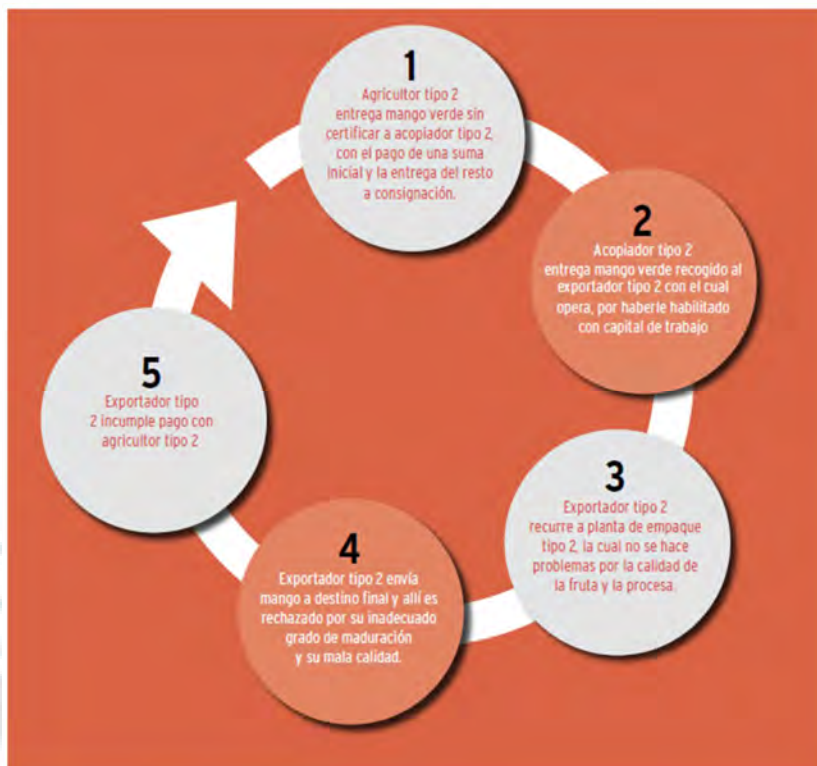 1
Agricultor tipo 2
entrega mango verde sin
certificar a acopiador tipo 2,
con el pago de una suma
inicial y la entrega del resto
a consignación.
2
Acopiador tipo 2
entrega mango verde recogido al
exportador tipo 2 con el cual
opera, por haberle habilitado
con capital de trabajo
3
Exportador tipo 2
recurre a planta de empaque
tipo 2, la cual no se hace
problemas por la calidad de
la fruta y la procesa.
4
Exportador tipo 2 envía
mango a destino final y allí es
rechazado por su inadecuado
grado de maduración
y su mala calidad.
5
Exportador tipo
2 incumple pago con
agricultor tipo 2